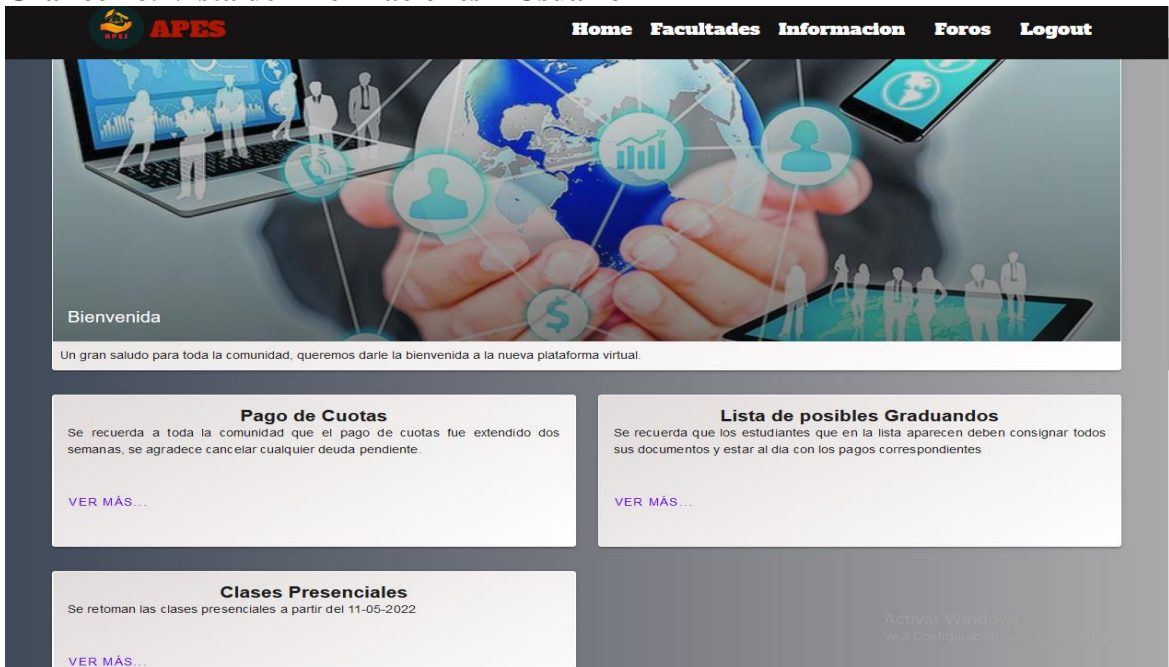 APES
APES
Home Facultades Informacion Foros Logout
Bienvenida
Un gran saludo para toda la comunidad, queremos darle la bienvenida a la nueva plataforma virtual.
Pago de Cuotas
Se recuerda a toda la comunidad que el pago de cuotas fue extendido dos
semanas, se agradece cancelar cualquier deuda pendiente.
VER MÁS...
Lista de posibles Graduandos
Se recuerda que los estudiantes que en la lista aparecen deben consignar todos
sus documentos y estar al dia con los pagos correspondientes
VER MÁS...
Clases Presenciales
Se retoman las clases presenciales a partir del 11-05-2022
VER MÁS...
Activar Windows
Ve a Configuración para